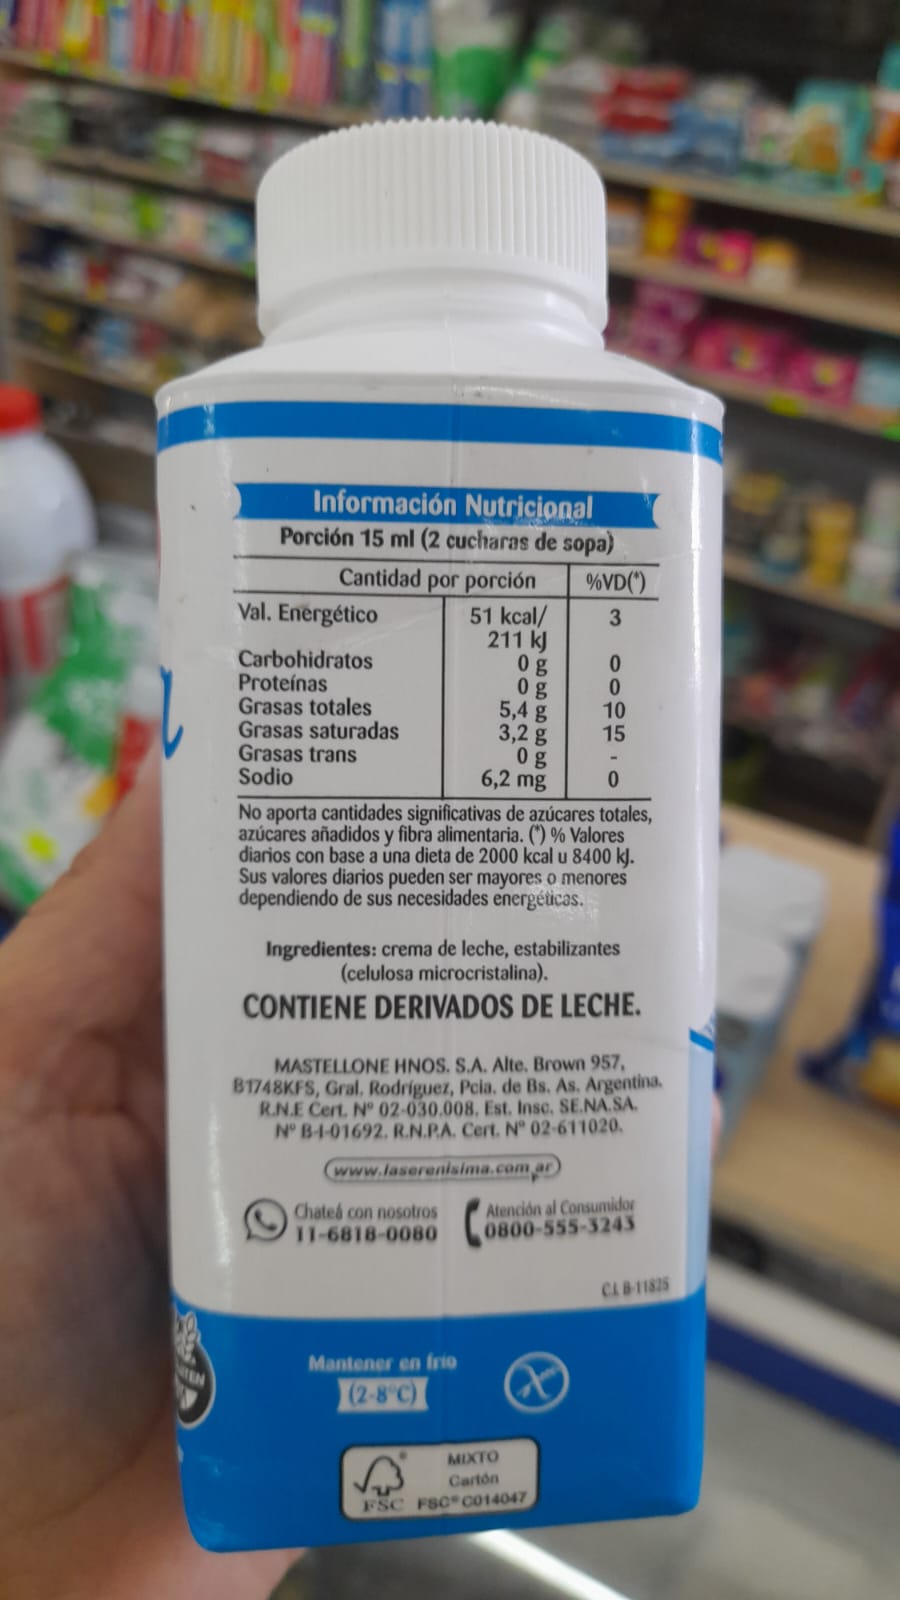 Información Nutricional
Porción 15 ml (2 cucharas de sopa)
Cantidad por porción %VD(*)
Val. Energético 51 kcal/ 3
211 kJ
Carbohidratos 0 g 0
Proteínas 0 g 0
Grasas totales 5,4 g 10
Grasas saturadas 3,2 g 15
Grasas trans 0 g -
Sodio 6,2 mg 0
No aporta cantidades significativas de azúcares totales,
azúcares añadidos y fibra alimentaria. (*) % Valores
diarios con base a una dieta de 2000 kcal u 8400 kJ.
Sus valores diarios pueden ser mayores o menores
dependiendo de sus necesidades energéticas.
Ingredientes: crema de leche, estabilizantes
(celulosa microcristalina).
CONTIENE DERIVADOS DE LECHE.
MASTELLONE HNOS. S.A. Alte. Brown 957,
B1748KFS, Gral. Rodríguez, Pcia. de Bs. As. Argentina.
R.N.E Cert. Nº 02-030.008. Est. Insc. SE.NA.SA.
Nº B-I-01692. R.N.P.A. Cert. Nº 02-611020.
www.laserenisima.com.ar
Chateá con nosotros
11-6818-0080
Atención al Consumidor
0800-555-3243
C.I. B-11825
Mantener en frío
(2-8°C)
MIXTO
Cartón
FSC FSC® C014047